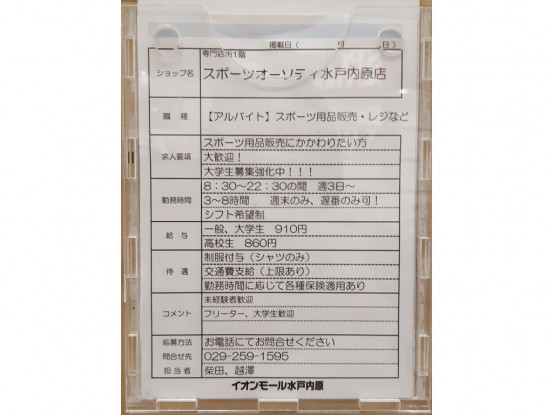 掲載日（　　月　　日）
専門店街1階
ショップ名 スポーツオーソリティ水戸内原店
職　種 【アルバイト】スポーツ用品販売・レジなど
スポーツ用品販売にかかわりたい方
求人要項 大歓迎！
大学生募集強化中！！！
8：30～22：30の間　週3日～
勤務時間 3～8時間　週末のみ、遅番のみ可！
シフト希望制
給　与 一般、大学生　910円
高校生　860円
制服付与（シャツのみ）
待　遇 交通費支給（上限あり）
勤務時間に応じて各種保険適用あり
未経験者歓迎
コメント フリーター、大学生歓迎
応募方法 お電話にてお問合せください
問合せ先 029-259-1595
担当者 柴田、越澤
イオンモール水戸内原